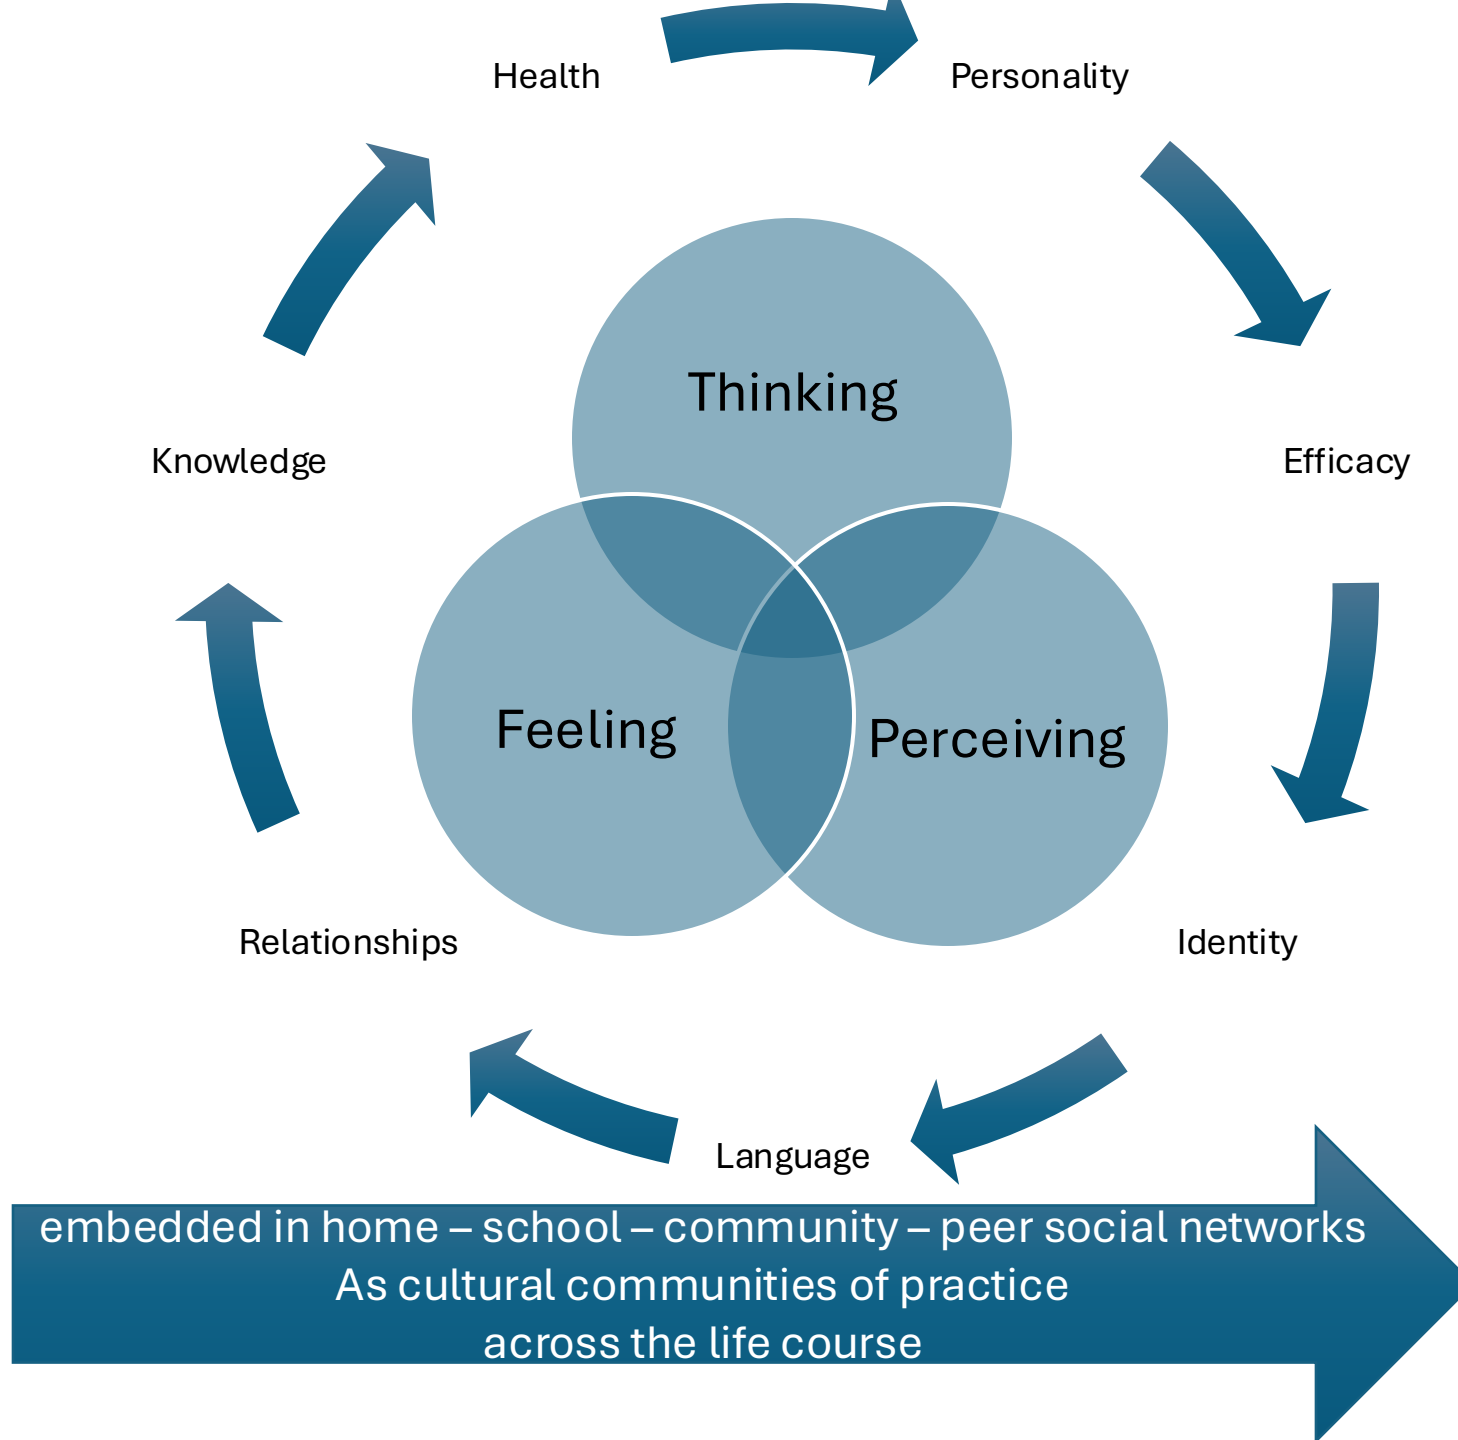 Health
Personality
Thinking
Knowledge
Efficacy
Feeling
Perceiving
Relationships
Identity
Language
embedded in home – school – community – peer social networks
As cultural communities of practice
across the life course